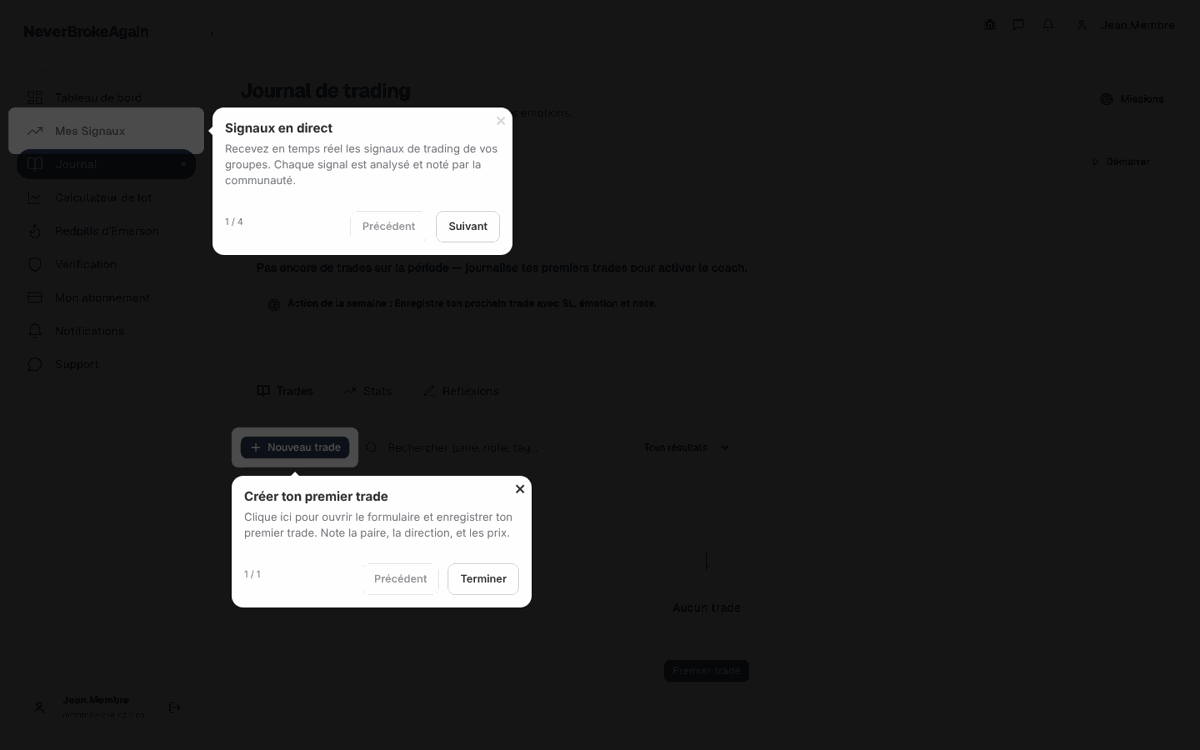 NeverBrokeAgain
Jean.Membre
Tableau de bord
Mes Signaux
Journal
Calculateur de lot
Redpills d'Emerson
Vérification
Mon abonnement
Notifications
Support
Jean.Membre
Journal de trading
émotions.
Missions
Démarrer
Signaux en direct
Recevez en temps réel les signaux de trading de vos
groupes. Chaque signal est analysé et noté par la
communauté.
1 / 4
Précédent
Suivant
Pas encore de trades sur la période — journalise tes premiers trades pour activer le coach.
Action de la semaine : Enregistre ton prochain trade avec SL, émotion et note.
Trades
Stats
Réflexions
Nouveau trade
Rechercher paire, note, tag...
Tous résultats
Créer ton premier trade
Clique ici pour ouvrir le formulaire et enregistrer ton
premier trade. Note la paire, la direction, et les prix.
1 / 1
Précédent
Terminer
Aucun trade
Premier trade